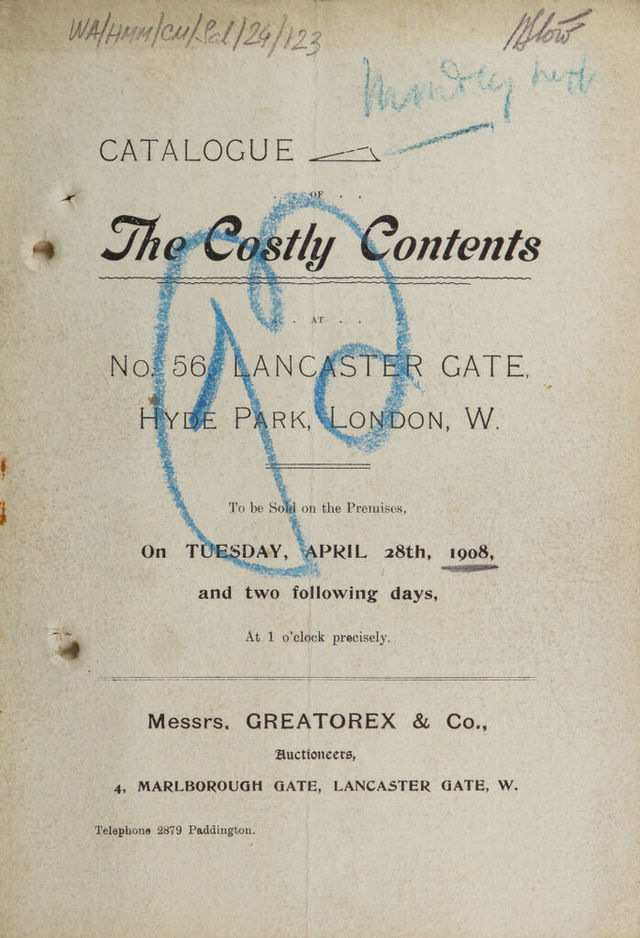 WA/HMM/CM/Sal/24/123
Monday next
CATALOGUE
. . OF . .
The Costly Contents
. . AT . .
No. 56, LANCASTER GATE,
HYDE PARK, LONDON, W.
To be Sold on the Premises,
On TUESDAY, APRIL 28th, 1908,
and two following days,
At 1 o'clock precisely.
Messrs. GREATOREX & Co.,
Auctioneers,
4, MARLBOROUGH GATE, LANCASTER GATE, W.
Telephone 2879 Paddington.